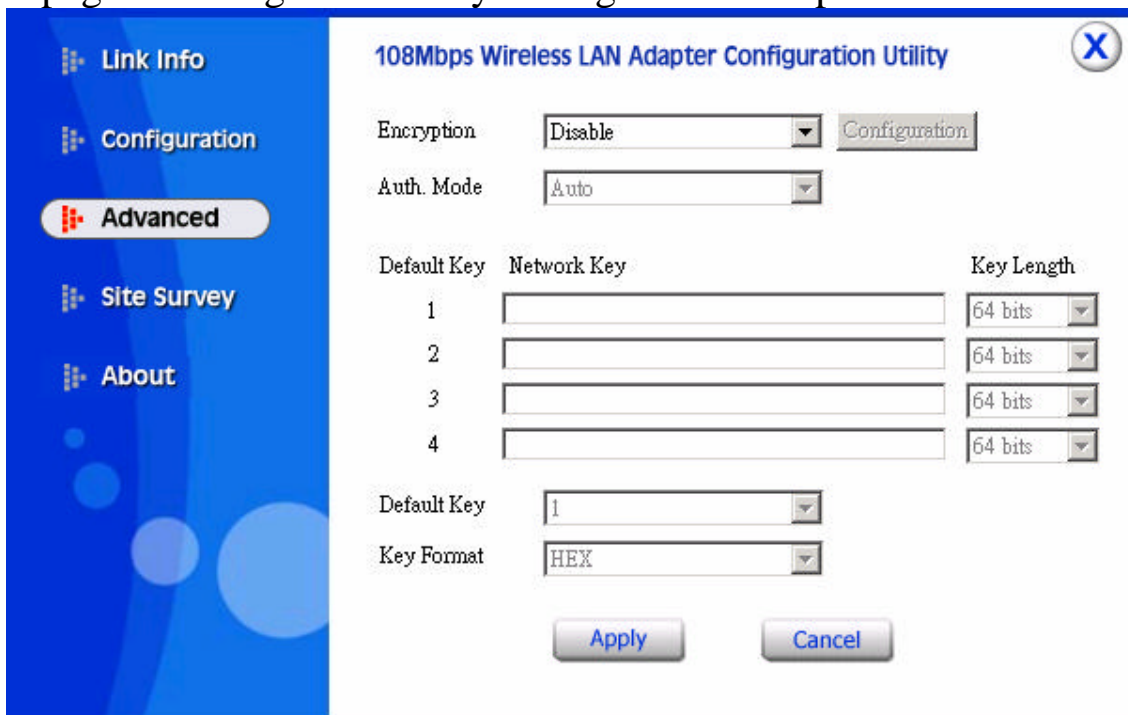 Link Info
Configuration
Advanced
Site Survey
About
108Mbps Wireless LAN Adapter Configuration Utility
X
Encryption Disable Configuration
Auth. Mode Auto
Default Key Network Key Key Length
1 64 bits
2 64 bits
3 64 bits
4 64 bits
Default Key 1
Key Format HEX
Apply Cancel